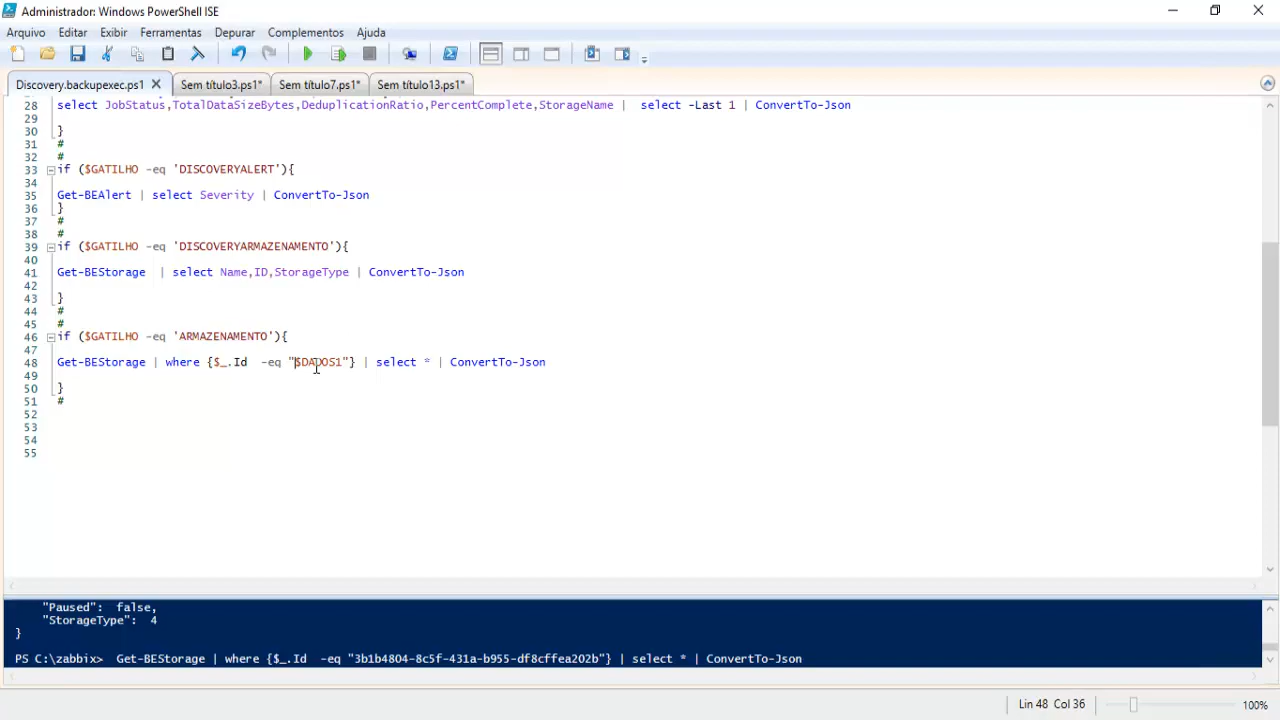 Administrador: Windows PowerShell ISE
Arquivo Editar Exibir Ferramentas Depurar Complementos Ajuda
Discovery.backupexec.ps1 Sem título3.ps1* Sem título7.ps1* Sem título13.ps1*
28 select JobStatus,TotalDataSizeBytes,DeduplicationRatio,PercentComplete,StorageName | select -Last 1 | ConvertTo-Json
29
30 }
31 #
32 #
33 if ($GATILHO -eq 'DISCOVERYALERT'){
34
35 Get-BEAlert | select Severity | ConvertTo-Json
36 }
37 #
38 #
39 if ($GATILHO -eq 'DISCOVERYARMAZENAMENTO'){
40
41 Get-BEStorage | select Name,ID,StorageType | ConvertTo-Json
42
43 }
44 #
45 #
46 if ($GATILHO -eq 'ARMAZENAMENTO'){
47
48 Get-BEStorage | where {$_.Id -eq "$DADOS1"} | select * | ConvertTo-Json
49
50 }
51 #
52
53
54
55
"Paused": false,
"StorageType": 4
}
PS C:\zabbix> Get-BEStorage | where {$_.Id -eq "3b1b4804-8c5f-431a-b955-df8cffea202b"} | select * | ConvertTo-Json
Lin 48 Col 36 100%